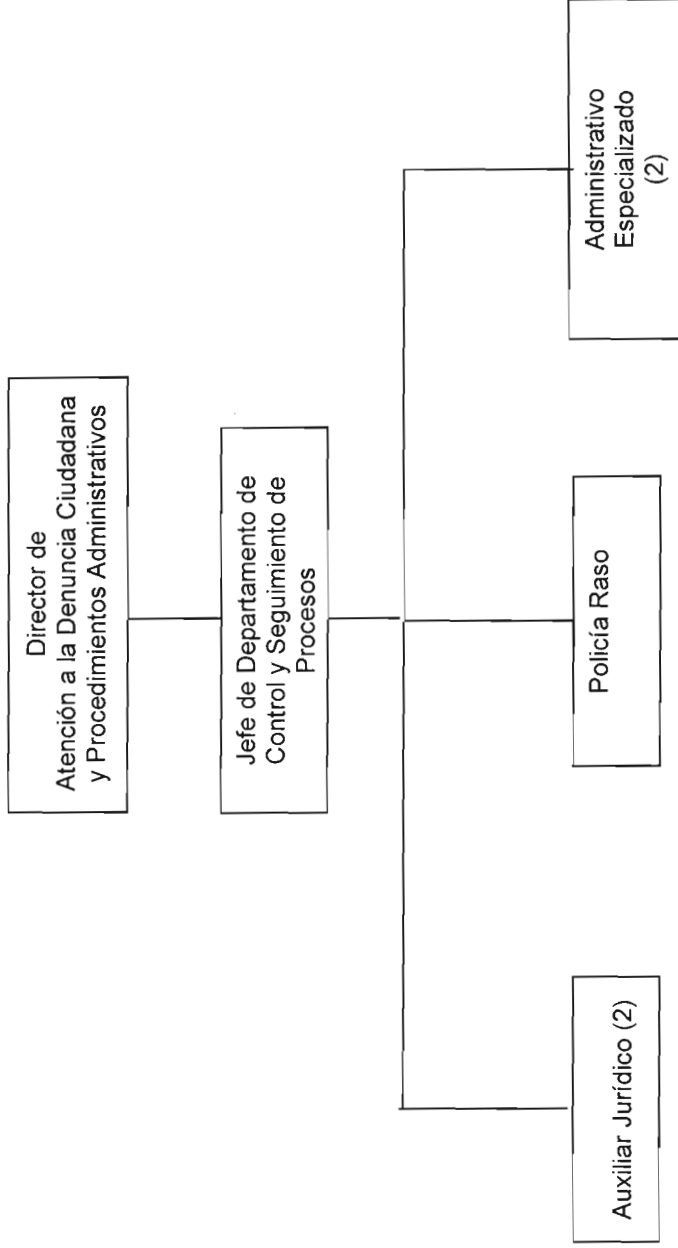 Director de
Atención a la Denuncia Ciudadana
y Procedimientos Administrativos
Jefe de Departamento de
Control y Seguimiento de
Procesos
Auxiliar Jurídico (2)
Policía Raso
Administrativo
Especializado
(2)